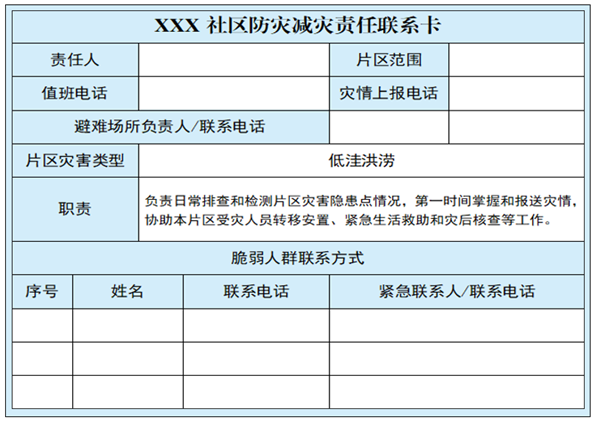 XXX 社区防灾减灾责任联系卡
责任人 片区范围
值班电话 灾情上报电话
避难场所负责人/联系电话
片区灾害类型 低洼洪涝
职责 负责日常排查和检测片区灾害隐患点情况，第一时间掌握和报送灾情，
协助本片区受灾人员转移安置、紧急生活救助和灾后核查等工作。
脆弱人群联系方式
序号 姓名 联系电话 紧急联系人/联系电话